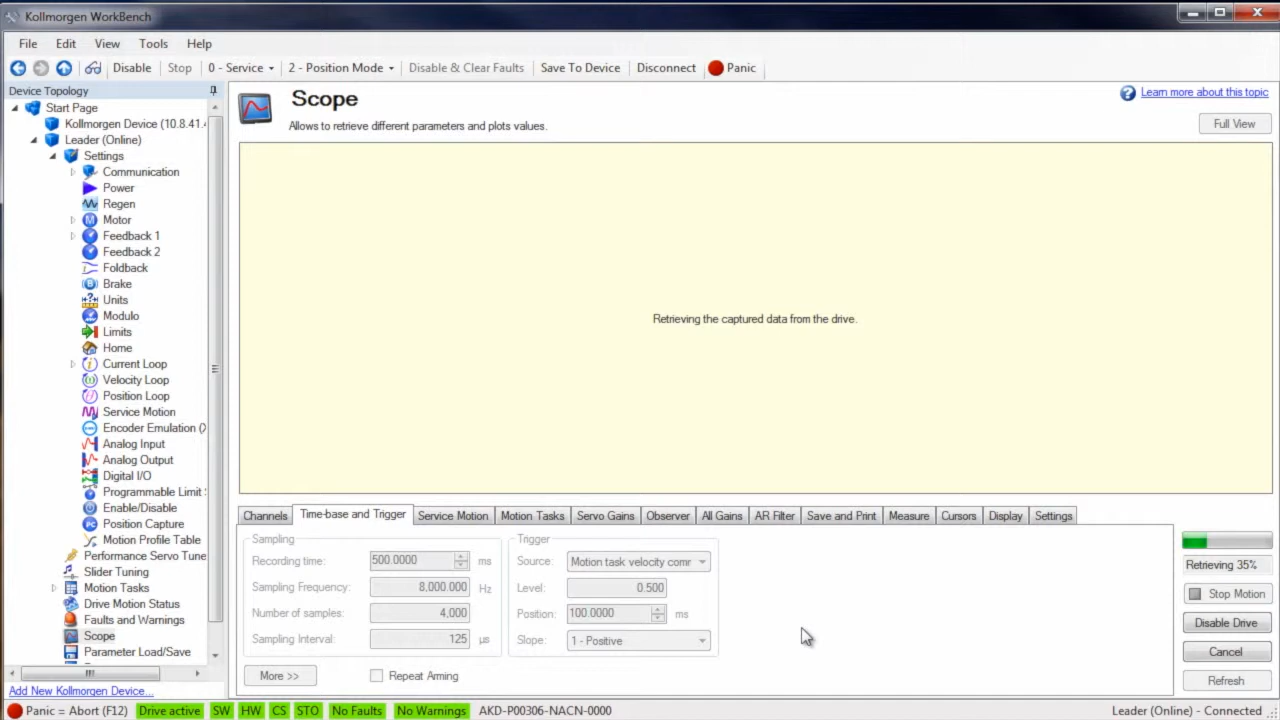 Kollmorgen WorkBench
File Edit View Tools Help
Disable Stop 0 - Service 2 - Position Mode Disable & Clear Faults Save To Device Disconnect Panic
Device Topology
Start Page
Kollmorgen Device (10.8.41.
Leader (Online)
Settings
Communication
Power
Regen
Motor
Feedback 1
Feedback 2
Foldback
Brake
Units
Modulo
Limits
Home
Current Loop
Velocity Loop
Position Loop
Service Motion
Encoder Emulation (
Analog Input
Analog Output
Digital I/O
Programmable Limit
Enable/Disable
Position Capture
Motion Profile Table
Performance Servo Tune
Slider Tuning
Motion Tasks
Drive Motion Status
Faults and Warnings
Scope
Parameter Load/Save
Add New Kollmorgen Device...
Scope
Allows to retrieve different parameters and plots values.
Learn more about this topic
Full View
Retrieving the captured data from the drive.
Channels Time-base and Trigger Service Motion Motion Tasks Servo Gains Observer All Gains AR Filter Save and Print Measure Cursors Display Settings
Sampling
Recording time: 500.0000 ms
Sampling Frequency: 8,000.000 Hz
Number of samples: 4,000
Sampling Interval: 125 µs
More >> Repeat Arming
Trigger
Source: Motion task velocity comr
Level: 0.500
Position: 100.0000 ms
Slope: 1 - Positive
Retrieving 35%
Stop Motion
Disable Drive
Cancel
Refresh
Panic = Abort (F12) Drive active SW HW CS STO No Faults No Warnings AKD-P00306-NACN-0000 Leader (Online) - Connected